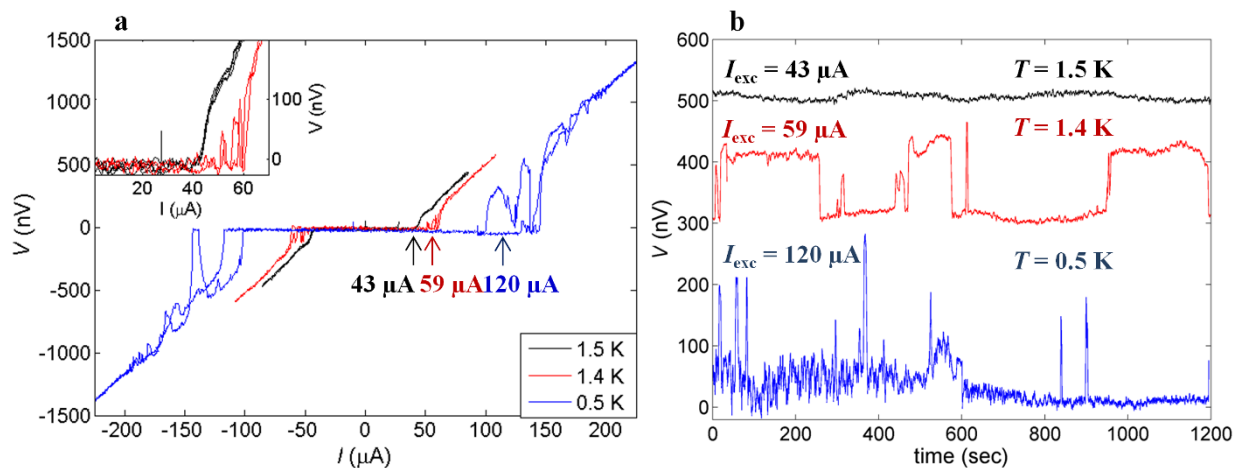 a
1500
1000
500
0
-500
-1000
-1500
V (nV)
-200 -150 -100 -50 0 50 100 150 200
I (μA)
100
0
V (nV)
20 40 60
I (μA)
43 μA 59 μA 120 μA
1.5 K
1.4 K
0.5 K
b
600
500
400
300
200
100
0
V (nV)
0 200 400 600 800 1000 1200
time (sec)
Iexc = 43 μA T = 1.5 K
Iexc = 59 μA T = 1.4 K
Iexc = 120 μA T = 0.5 K